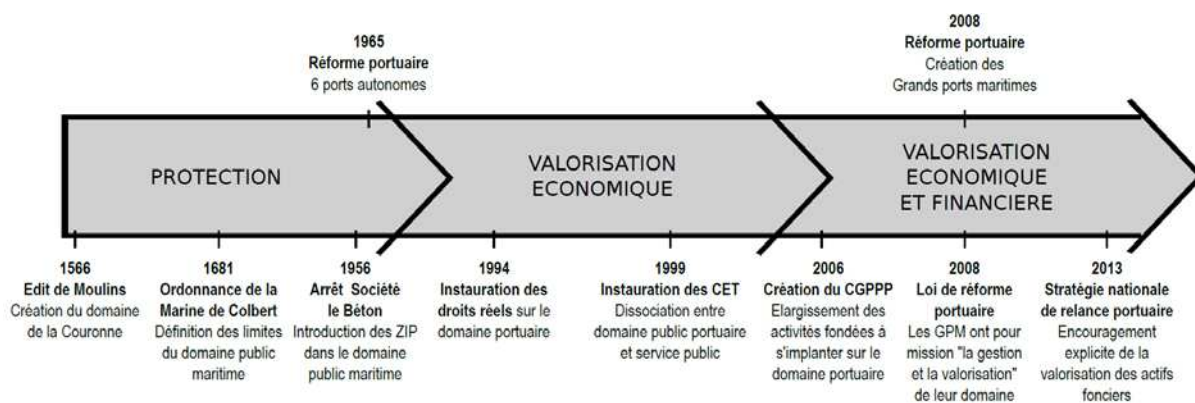 1965
Réforme portuaire
6 ports autonomes
2008
Réforme portuaire
Création des
Grands ports maritimes
PROTECTION
VALORISATION
ECONOMIQUE
VALORISATION
ECONOMIQUE
ET FINANCIERE
1566
Edit de Moulins
Création du domaine
de la Couronne
1681
Ordonnance de la
Marine de Colbert
Définition des limites
du domaine public
maritime
1956
Arrêt Société
le Béton
Introduction des ZIP
dans le domaine
public maritime
1994
Instauration des
droits réels sur le
domaine portuaire
1999
Instauration des CET
Dissociation entre
domaine public portuaire
et service public
2006
Création du CGPPP
Elargissement des
activités fondées á
s'implanter sur le
domaine portuaire
2008
Loi de réforme
portuaire
Les GPM ont pour
mission "la gestion
et la valorisation"
de leur domaine
2013
Stratégie nationale
de relance portuaire
Encouragement
explicite de la
valorisation des actifs
fonciers